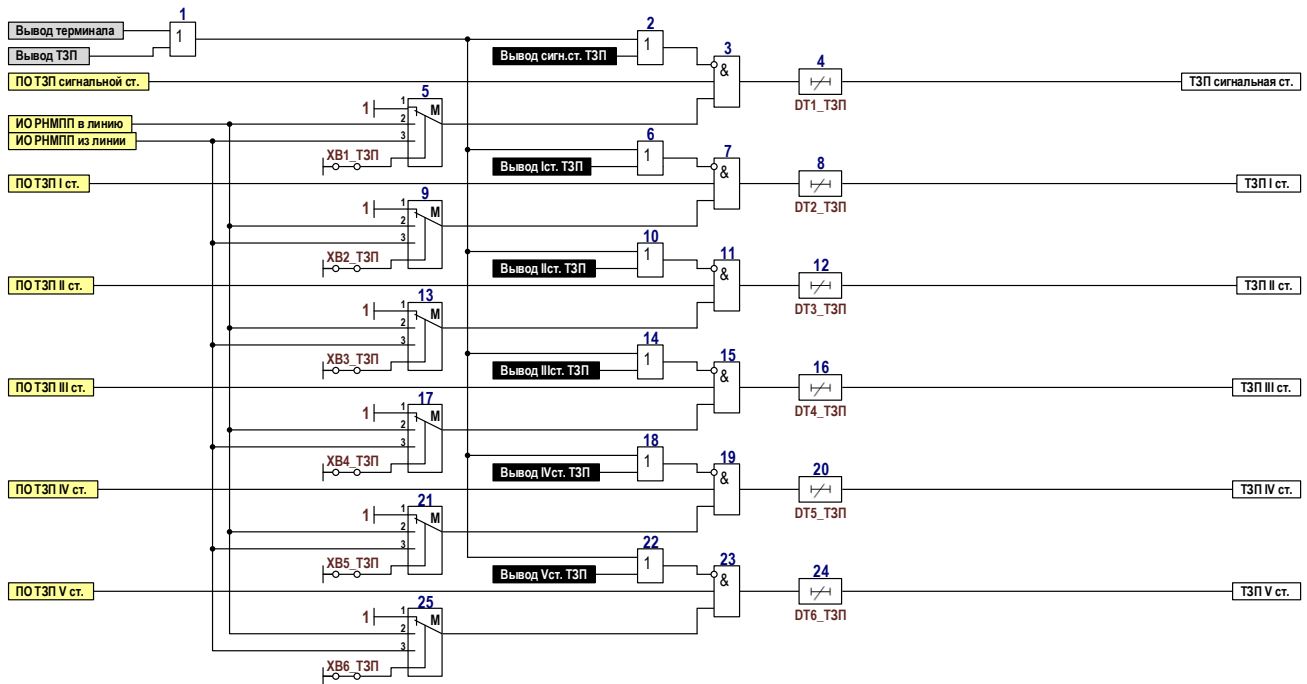 1
Вывод терминала
1
Вывод ТЗП
2
1
Вывод сигн.ст. ТЗП
3
&
4
DT1_ТЗП
ПО ТЗП сигнальной ст.
ТЗП сигнальная ст.
5
1
1
M
2
3
ИО РНМПП в линию
ИО РНМПП из линии
XB1_ТЗП
6
1
Вывод Iст. ТЗП
7
&
8
DT2_ТЗП
ПО ТЗП I ст.
ТЗП I ст.
9
1
1
M
2
3
XB2_ТЗП
10
1
Вывод IIст. ТЗП
11
&
12
DT3_ТЗП
ПО ТЗП II ст.
ТЗП II ст.
13
1
1
M
2
3
XB3_ТЗП
14
1
Вывод IIIст. ТЗП
15
&
16
DT4_ТЗП
ПО ТЗП III ст.
ТЗП III ст.
17
1
1
M
2
3
XB4_ТЗП
18
1
Вывод IVст. ТЗП
19
&
20
DT5_ТЗП
ПО ТЗП IV ст.
ТЗП IV ст.
21
1
1
M
2
3
XB5_ТЗП
22
1
Вывод Vст. ТЗП
23
&
24
DT6_ТЗП
ПО ТЗП V ст.
ТЗП V ст.
25
1
1
M
2
3
XB6_ТЗП